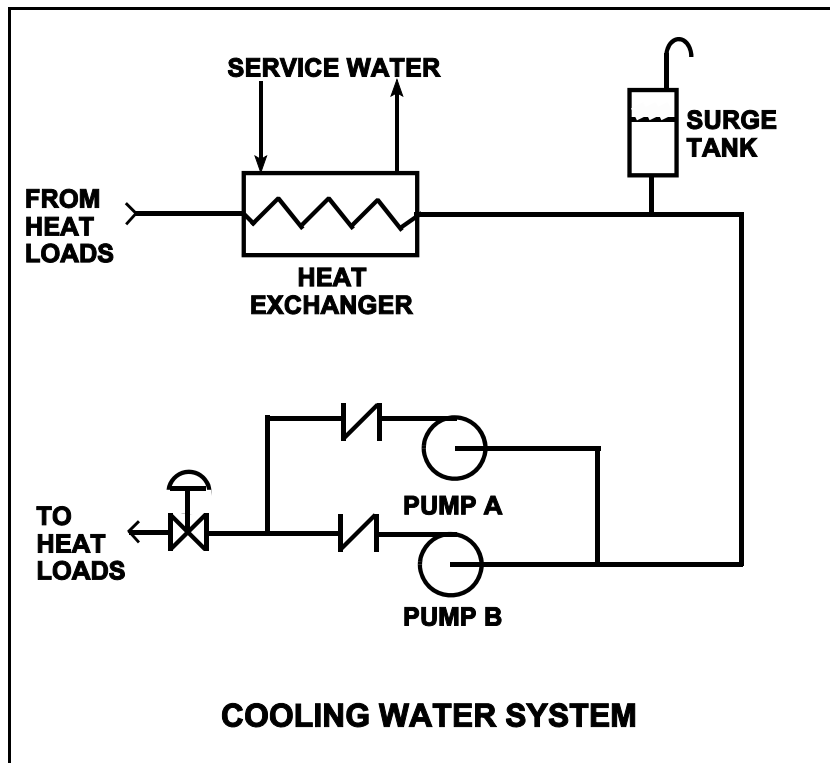 SERVICE WATER
SURGE
TANK
FROM
HEAT
LOADS
HEAT
EXCHANGER
PUMP A
TO
HEAT
LOADS
PUMP B
COOLING WATER SYSTEM